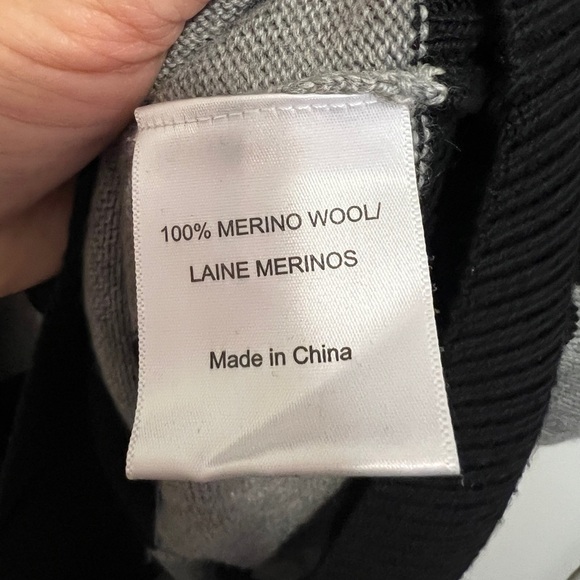 100% MERINO WOOL/
LAINE MERINOS
Made in China